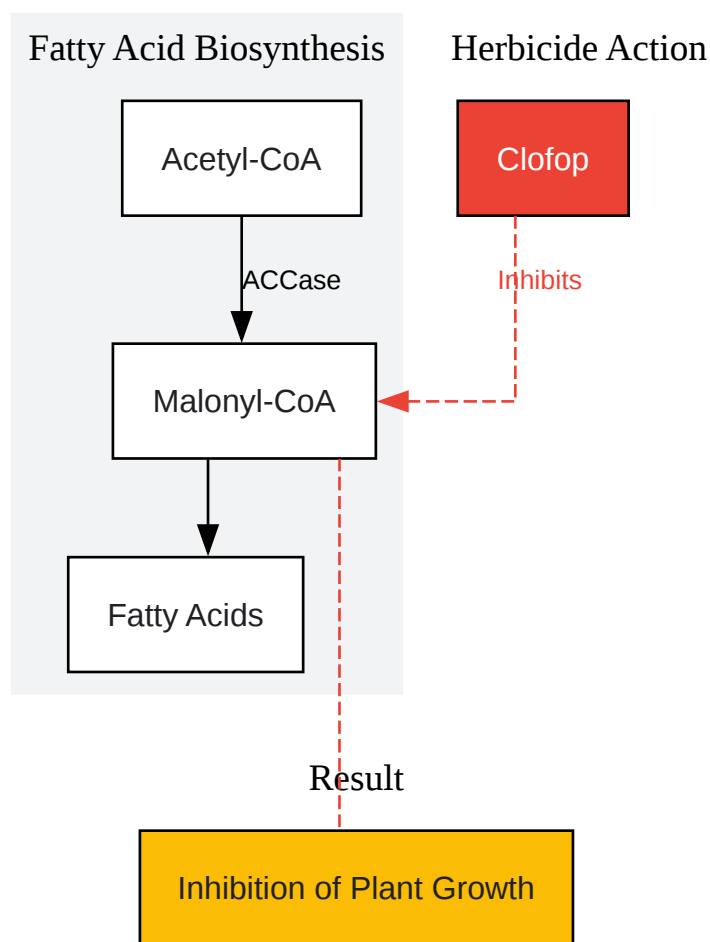 Fatty Acid Biosynthesis
Herbicide Action
Acetyl-CoA
Clofop
ACCase
Inhibits
Malonyl-CoA
Fatty Acids
Result
Inhibition of Plant Growth